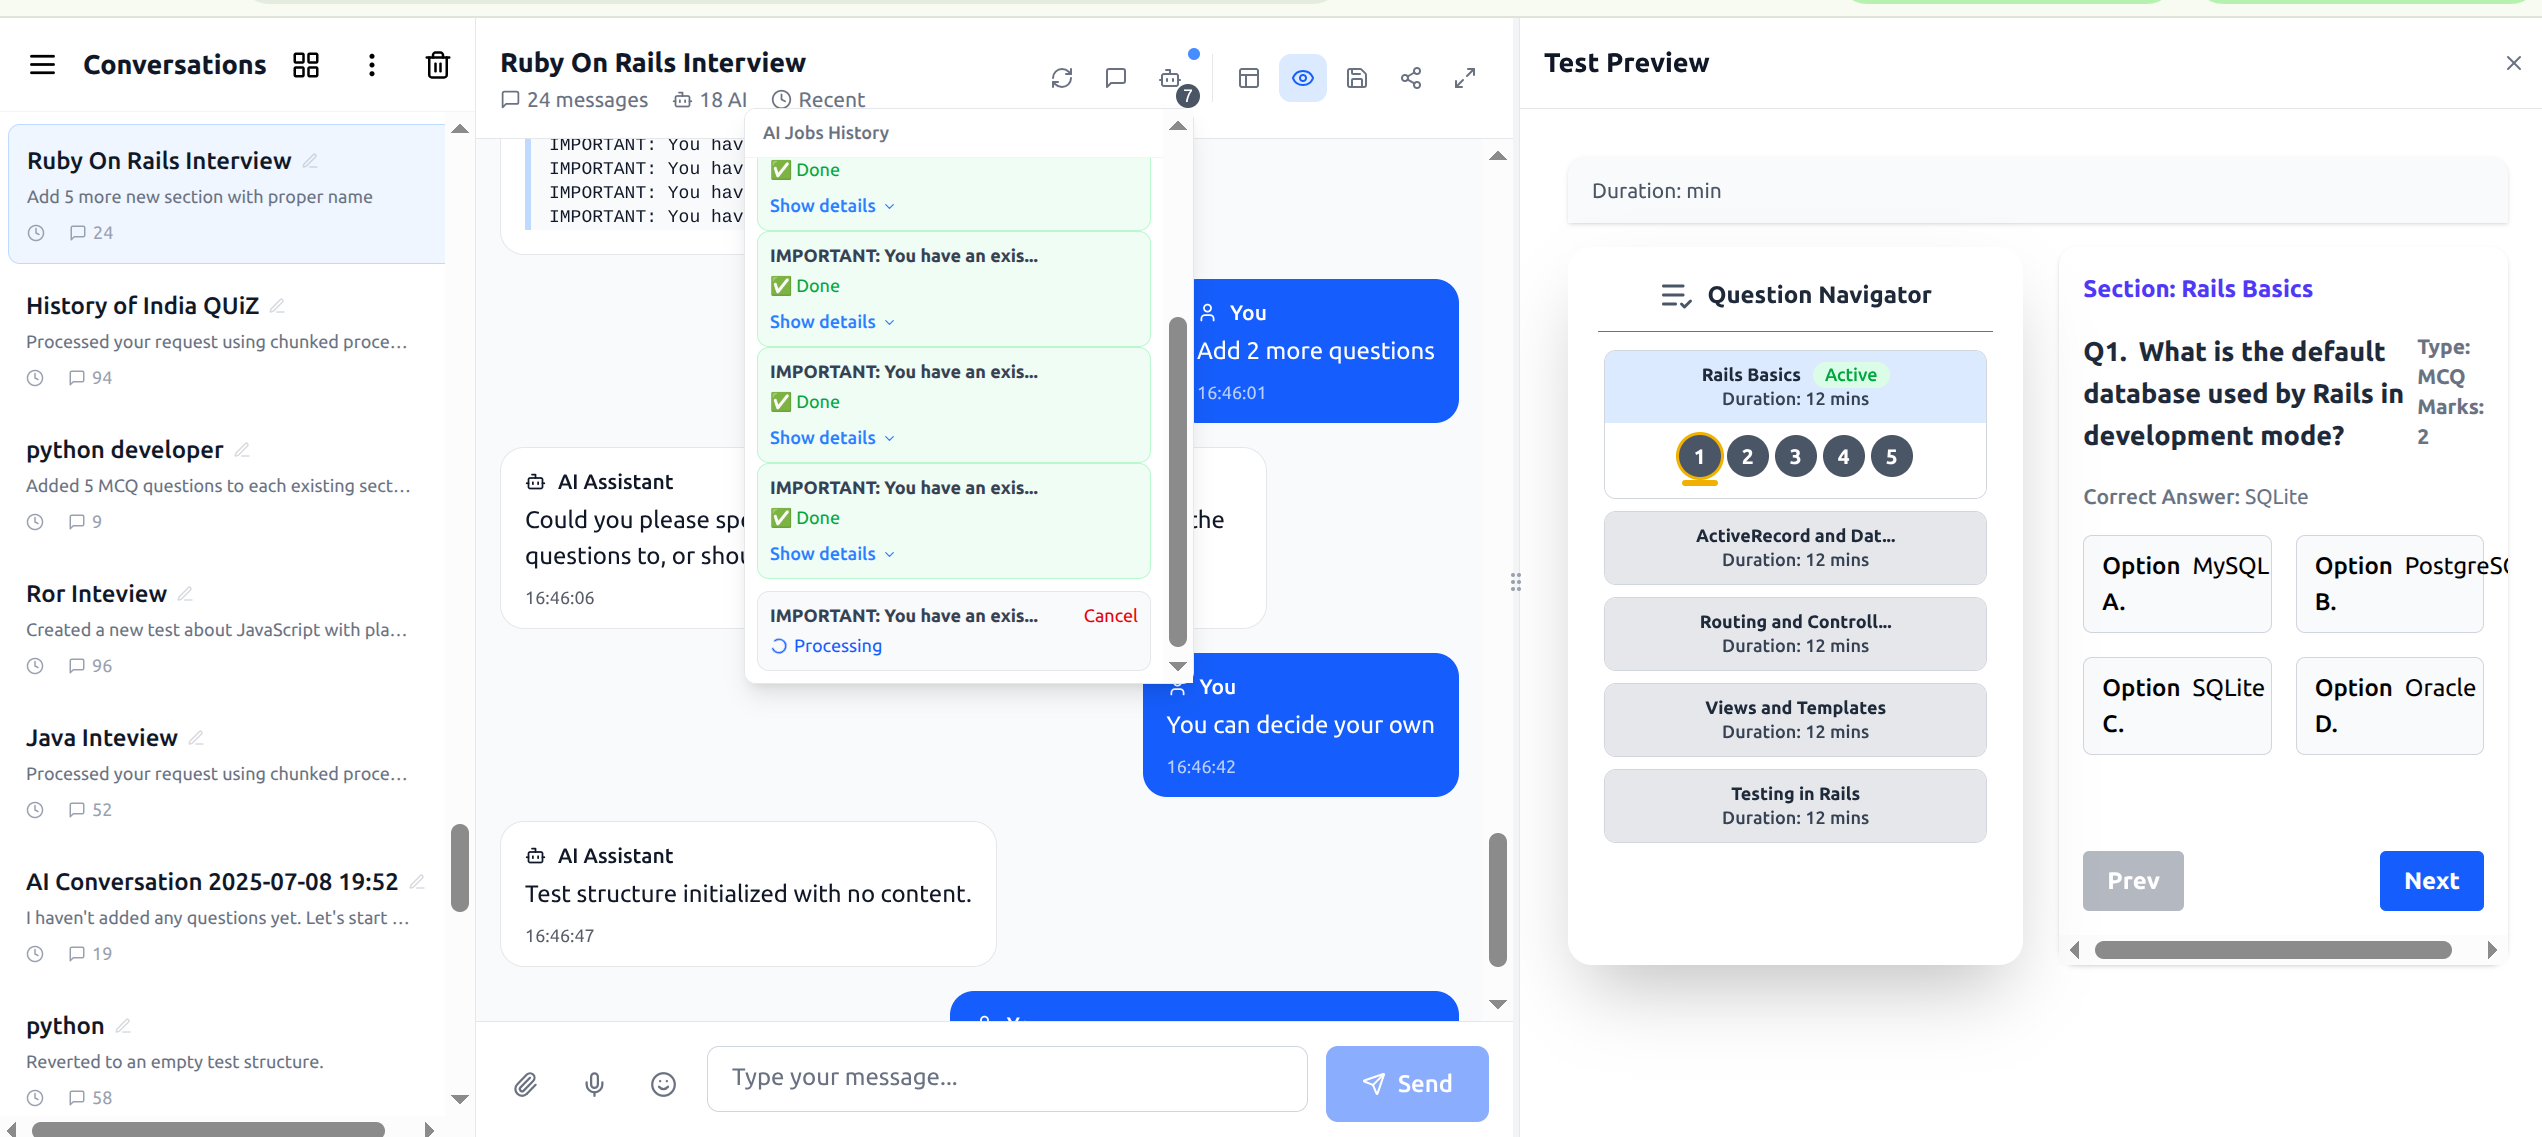 Conversations
Ruby On Rails Interview
Add 5 more new section with proper name
24
History of India QUiZ
Processed your request using chunked proce...
94
python developer
Added 5 MCQ questions to each existing sect...
9
Ror Inteview
Created a new test about JavaScript with pla...
96
Java Inteview
Processed your request using chunked proce...
52
AI Conversation 2025-07-08 19:52
I haven't added any questions yet. Let's start ...
19
python
Reverted to an empty test structure.
58
Ruby On Rails Interview
24 messages
18 AI
Recent
7
IMPORTANT: You hav
IMPORTANT: You hav
IMPORTANT: You hav
IMPORTANT: You hav
AI Jobs History
✅ Done
Show details
IMPORTANT: You have an exis...
✅ Done
Show details
IMPORTANT: You have an exis...
✅ Done
Show details
IMPORTANT: You have an exis...
✅ Done
Show details
IMPORTANT: You have an exis...
Cancel
Processing
You
Add 2 more questions
16:46:01
AI Assistant
Could you please spe
the
questions to, or shou
16:46:06
You
You can decide your own
16:46:42
AI Assistant
Test structure initialized with no content.
16:46:47
Type your message...
Send
Test Preview
Duration: min
Question Navigator
Rails Basics Active
Duration: 12 mins
1 2 3 4 5
ActiveRecord and Dat...
Duration: 12 mins
Routing and Controll...
Duration: 12 mins
Views and Templates
Duration: 12 mins
Testing in Rails
Duration: 12 mins
Section: Rails Basics
Q1. What is the default
database used by Rails in
development mode?
Type:
MCQ
Marks:
2
Correct Answer: SQLite
Option A. MySQL
Option B. PostgreSQ
Option C. SQLite
Option D. Oracle
Prev
Next